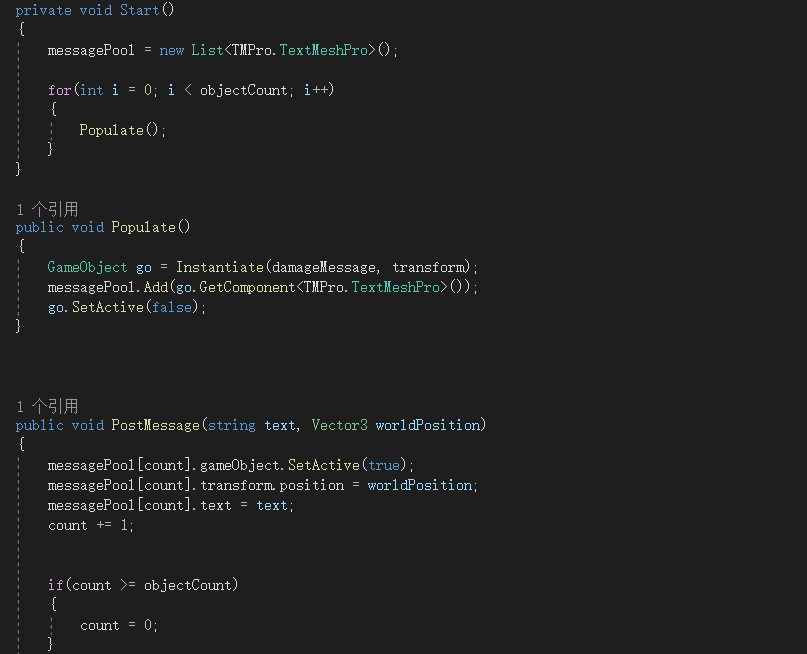 private void Start()
{
messagePool = new List<TMPro.TextMeshPro>();
for(int i = 0; i < objectCount; i++)
{
Populate();
}
}
1 个引用
public void Populate()
{
GameObject go = Instantiate(damageMessage, transform);
messagePool.Add(go.GetComponent<TMPro.TextMeshPro>());
go.SetActive(false);
}
1 个引用
public void PostMessage(string text, Vector3 worldPosition)
{
messagePool[count].gameObject.SetActive(true);
messagePool[count].transform.position = worldPosition;
messagePool[count].text = text;
count += 1;
if(count >= objectCount)
{
count = 0;
}